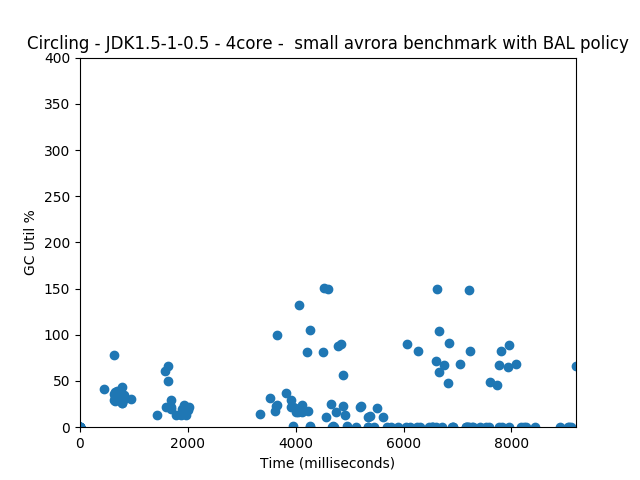 Circling - JDK1.5-1-0.5 - 4core -  small avrora benchmark with BAL policy
400
350
300
250
200
150
100
50
0
GC Util %
0 2000 4000 6000 8000
Time (milliseconds)